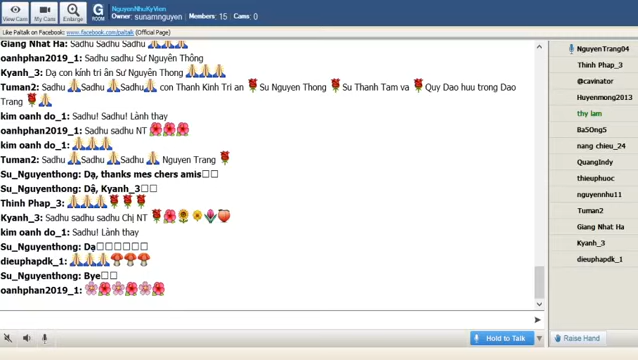 View Cam
My Cam
Enlarge
G
ROOM
NguyenNhuKyVien
Owner: sunamnguyen | Members: 15 | Cams: 0
Like Paltalk on Facebook: www.facebook.com/paltalk (Official Page)
Giang Nhat Ha: Sadhu Sadhu Sadhu
oanhphan2019_1: Sadhu sadhu Sư Nguyên Thông
Kyanh_3: Dạ con kính tri ân Sư Nguyên Thong
Tuman2: Sadhu Sadhu Sadhu con Thanh Kinh Tri an Su Nguyen Thong Su Thanh Tam va Quy Dao huu trong Dao
Trang
kim oanh do_1: Sadhu! Sadhu! Lành thay
oanhphan2019_1: Sadhu sadhu NT
kim oanh do_1:
Tuman2: Sadhu Sadhu Sadhu Nguyen Trang
Su_Nguyenthong: Dạ, thanks mes chers amis
Su_Nguyenthong: Dậ, Kyanh_3
Thinh Phap_3:
Kyanh_3: Sadhu sadhu sadhu Chị NT
kim oanh do_1: Sadhu! Lành thay
Su_Nguyenthong: Dạ
dieuphapdk_1:
Su_Nguyenthong: Bye
oanhphan2019_1:
Hold to Talk
NguyenTrang04
Thinh Phap_3
@cavinator
Huyenmong2013
thy lam
Ba5Ong5
nang chieu_24
QuangIndy
thieuphuoc
nguyennhu11
Tuman2
Giang Nhat Ha
Kyanh_3
dieuphapdk_1
Raise Hand